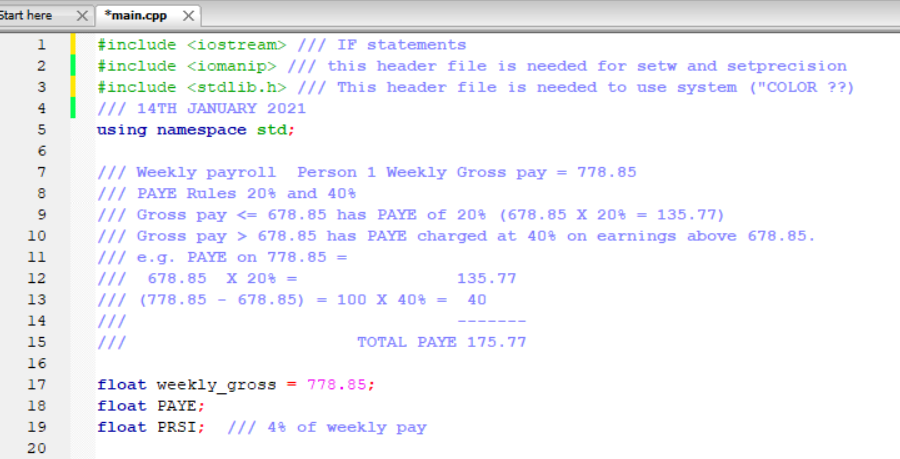 Start here *main.cpp
1 #include <iostream> /// IF statements
2 #include <iomanip> /// this header file is needed for setw and setprecision
3 #include <stdlib.h> /// This header file is needed to use system ("COLOR ??)
4 /// 14TH JANUARY 2021
5 using namespace std;
6
7 /// Weekly payroll  Person 1 Weekly Gross pay = 778.85
8 /// PAYE Rules 20% and 40%
9 /// Gross pay <= 678.85 has PAYE of 20% (678.85 X 20% = 135.77)
10 /// Gross pay > 678.85 has PAYE charged at 40% on earnings above 678.85.
11 /// e.g. PAYE on 778.85 =
12 ///  678.85  X 20% =                135.77
13 /// (778.85 - 678.85) = 100 X 40% =  40
14 ///                                 -------
15 ///                       TOTAL PAYE 175.77
16
17 float weekly_gross = 778.85;
18 float PAYE;
19 float PRSI;  /// 4% of weekly pay
20